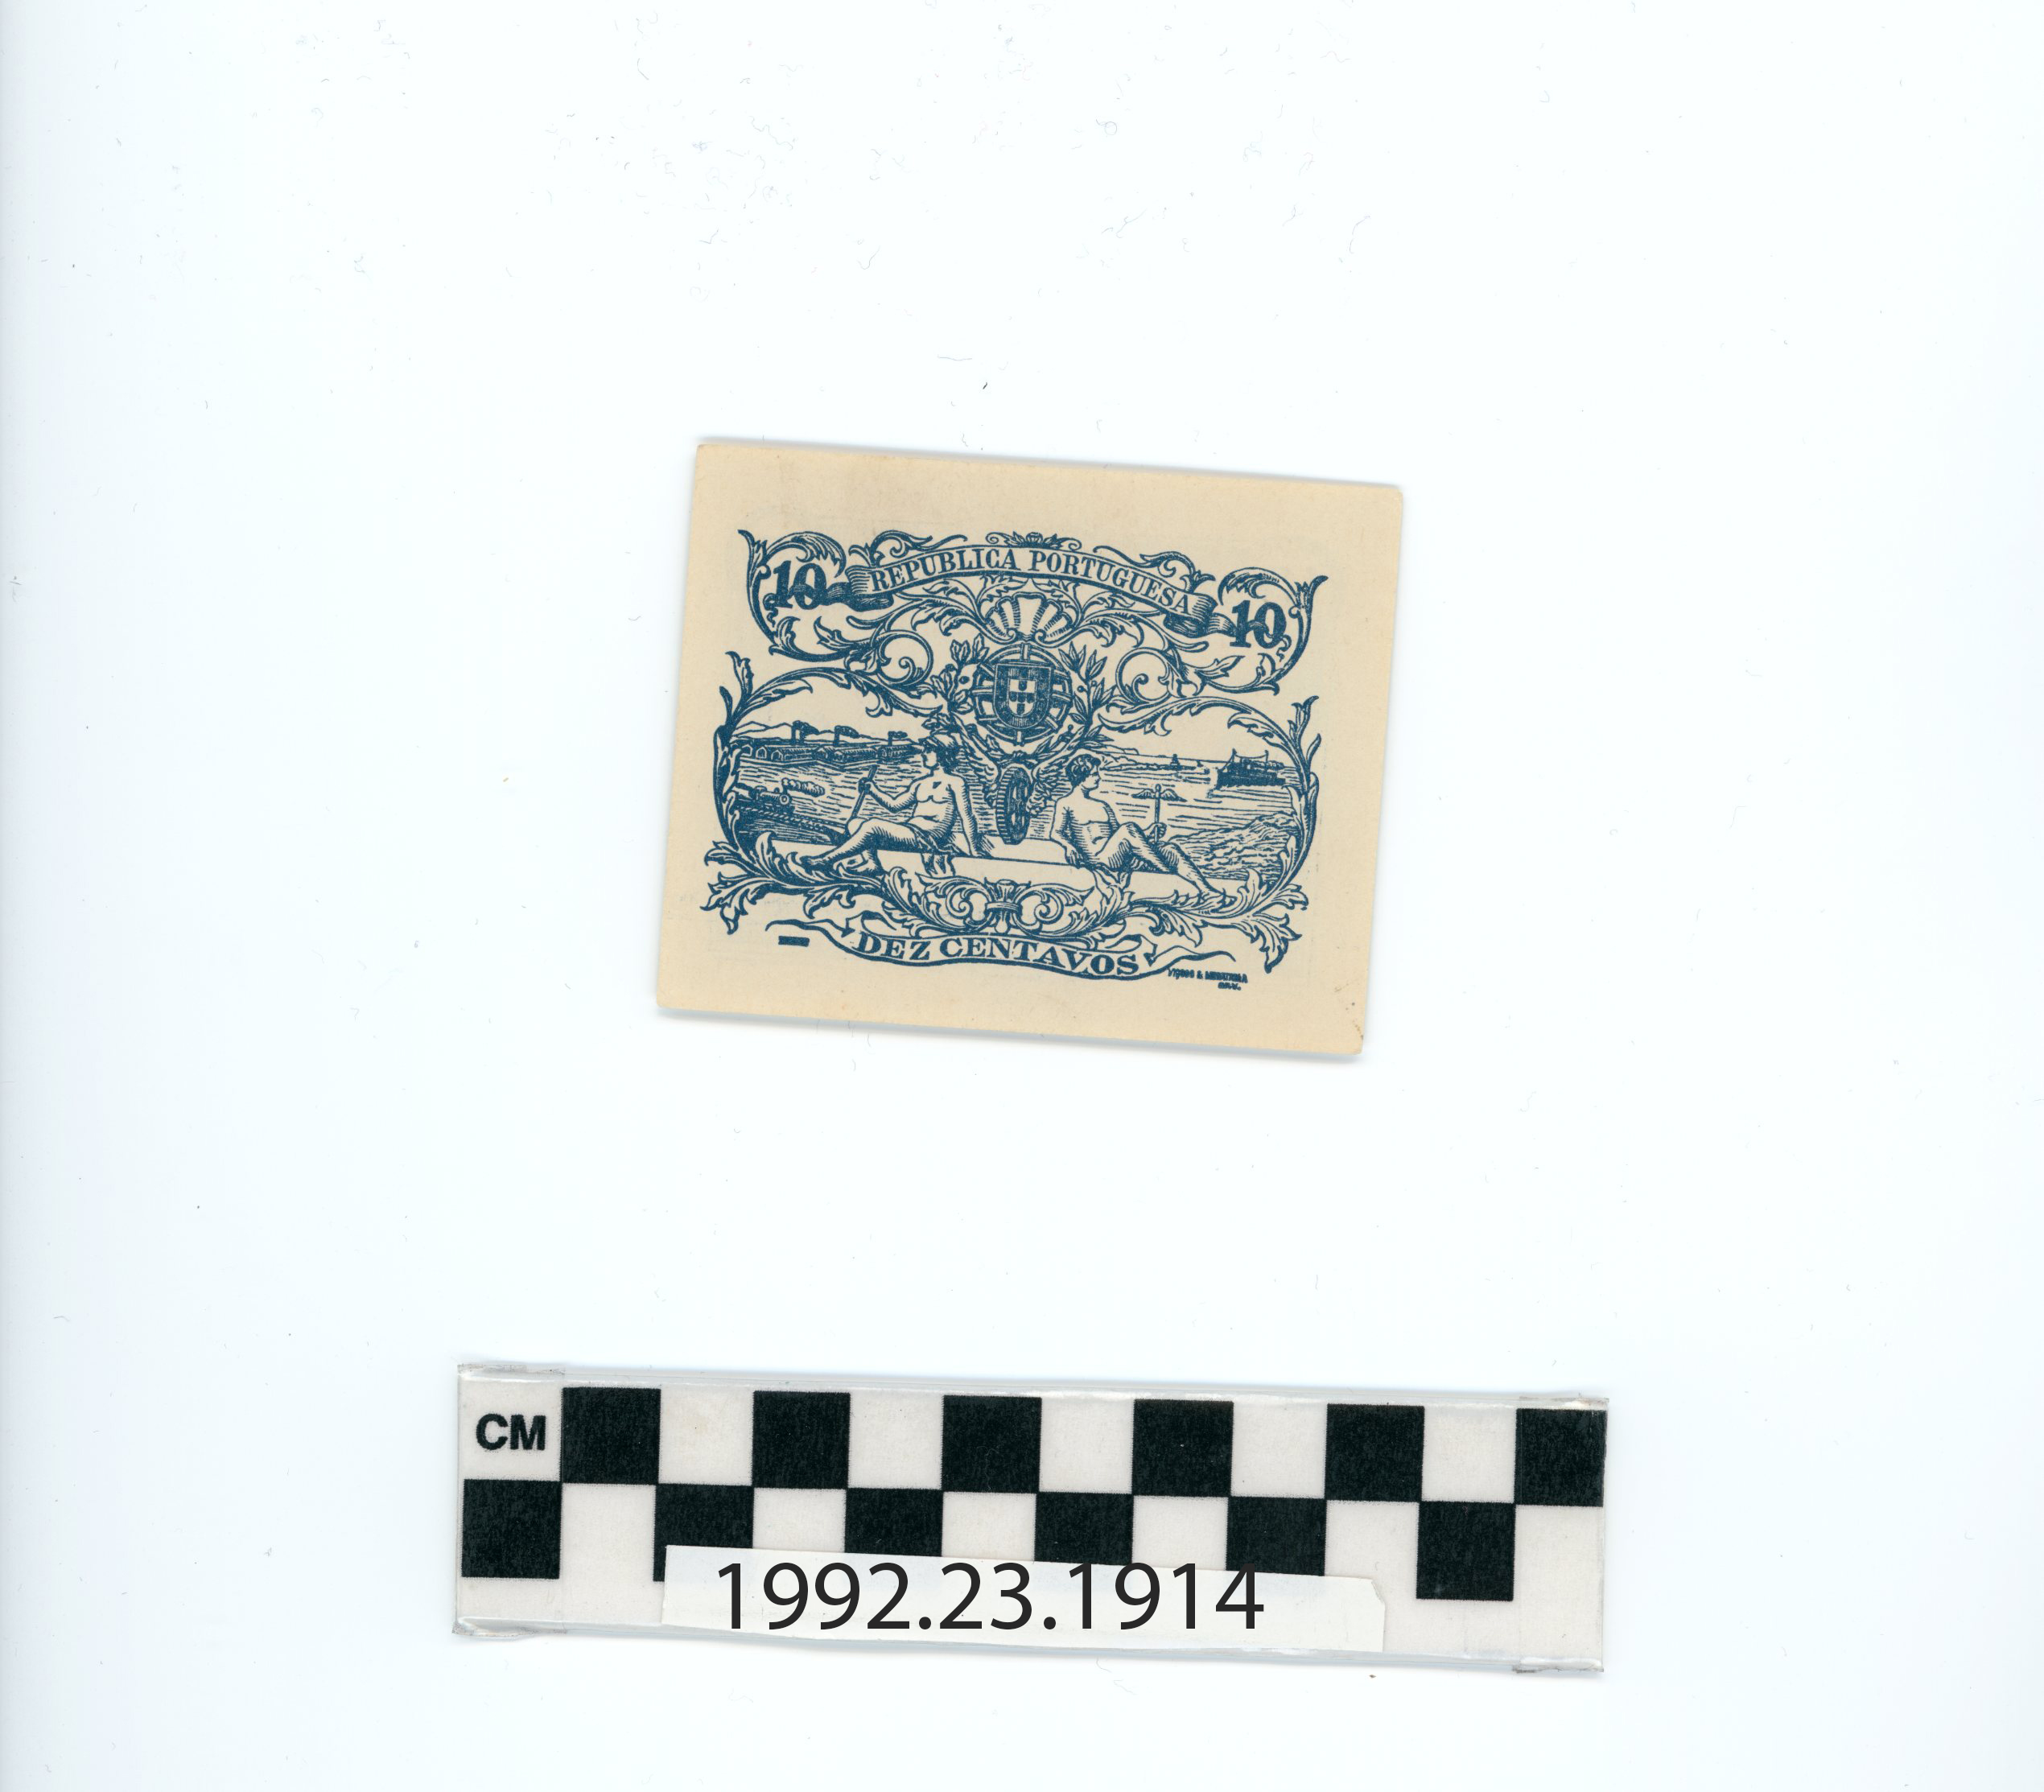 REPUBLICA PORTUGUESA
10
10
DEZ CENTAVOS
CM
1992.23.1914